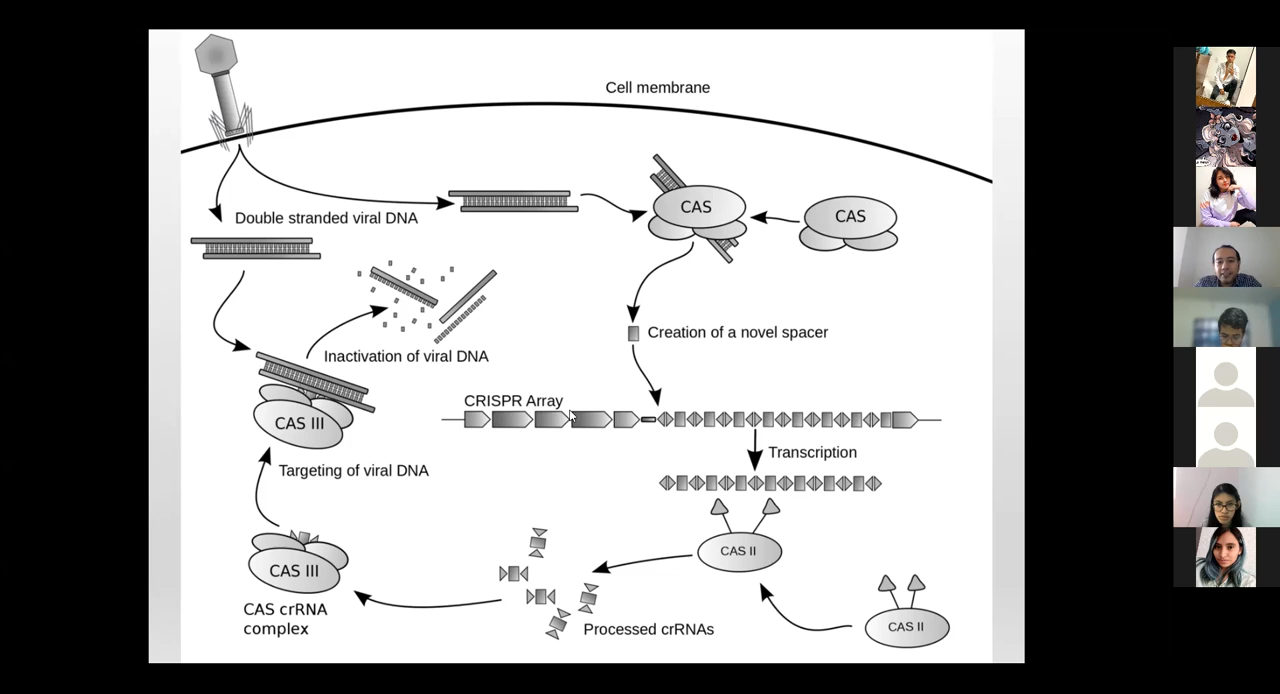 Cell membrane
CAS
CAS
Double stranded viral DNA
Creation of a novel spacer
Inactivation of viral DNA
CRISPR Array
CAS III
Transcription
Targeting of viral DNA
CAS II
CAS III
CAS crRNA
complex
Processed crRNAs
CAS II